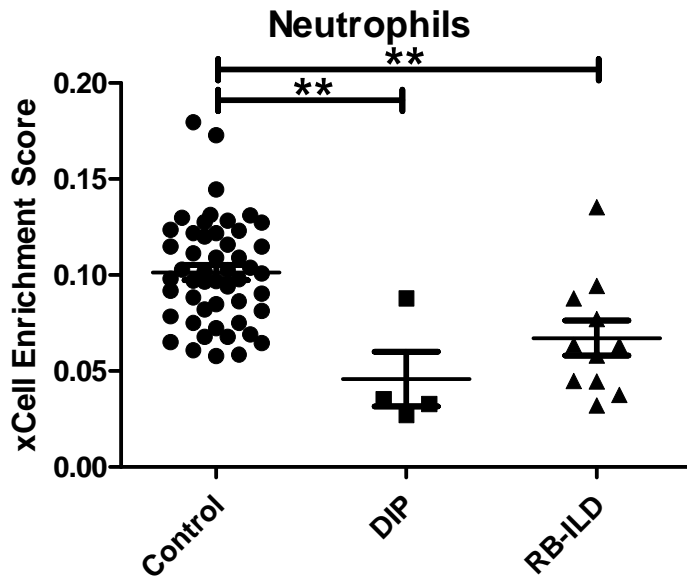 Neutrophils
**
**
xCell Enrichment Score
0.20
0.15
0.10
0.05
0.00
Control
DIP
RB-ILD